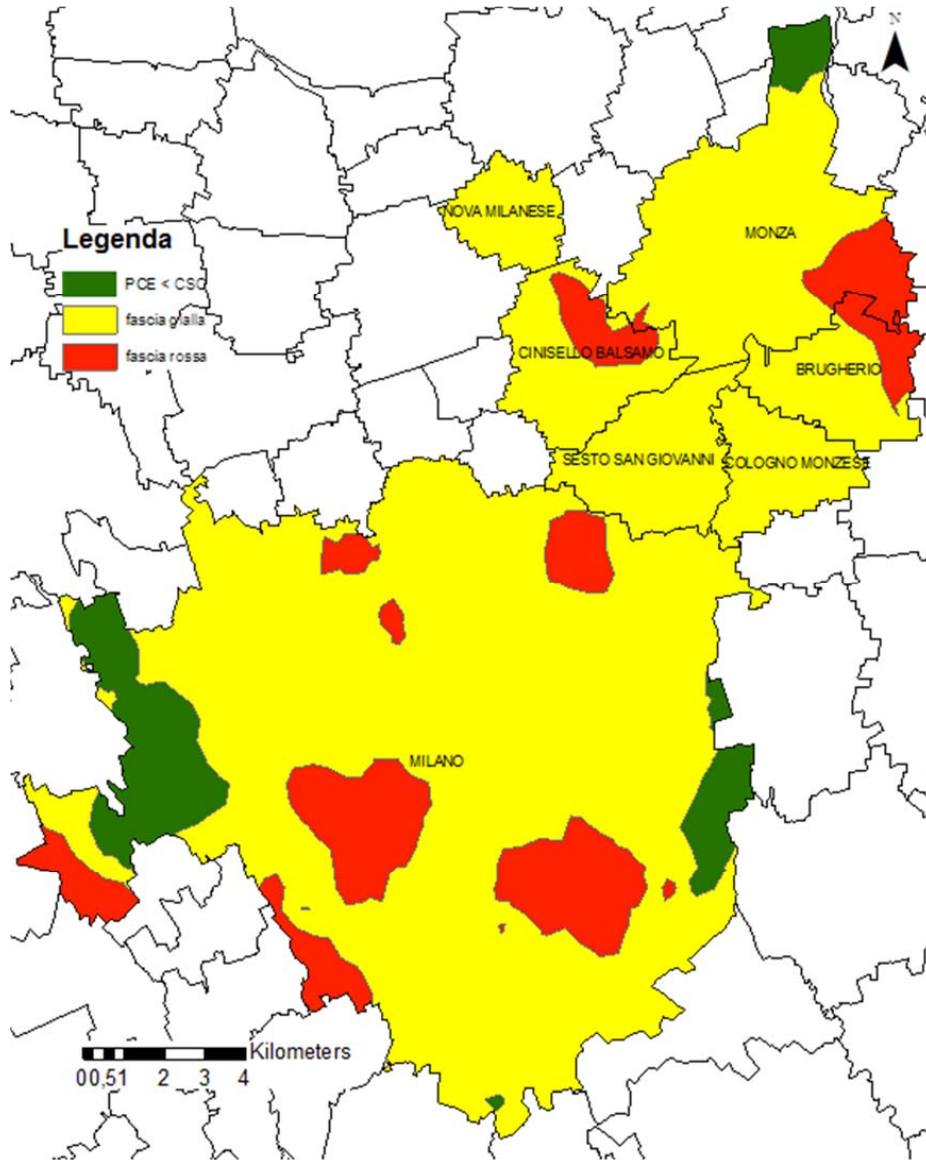 N
NOVA MILANESE
MONZA
Legenda
PCE < CSC
fascia gialla
fascia rossa
CINISELLO BALSAMO
BRUGHERIO
SESTO SAN GIOVANNI
COLOGNO MONZESE
MILANO
Kilometers
0 0,5 1 2 3 4